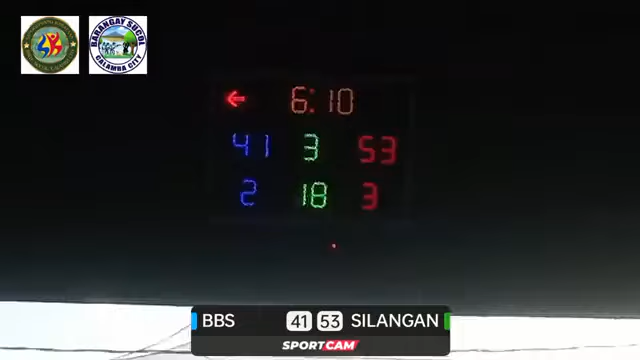 BARANGAY SUCOL
CALAMBA CITY
6:10
41 3 53
2 18 3
BBS 41 53 SILANGAN
SPORTCAM